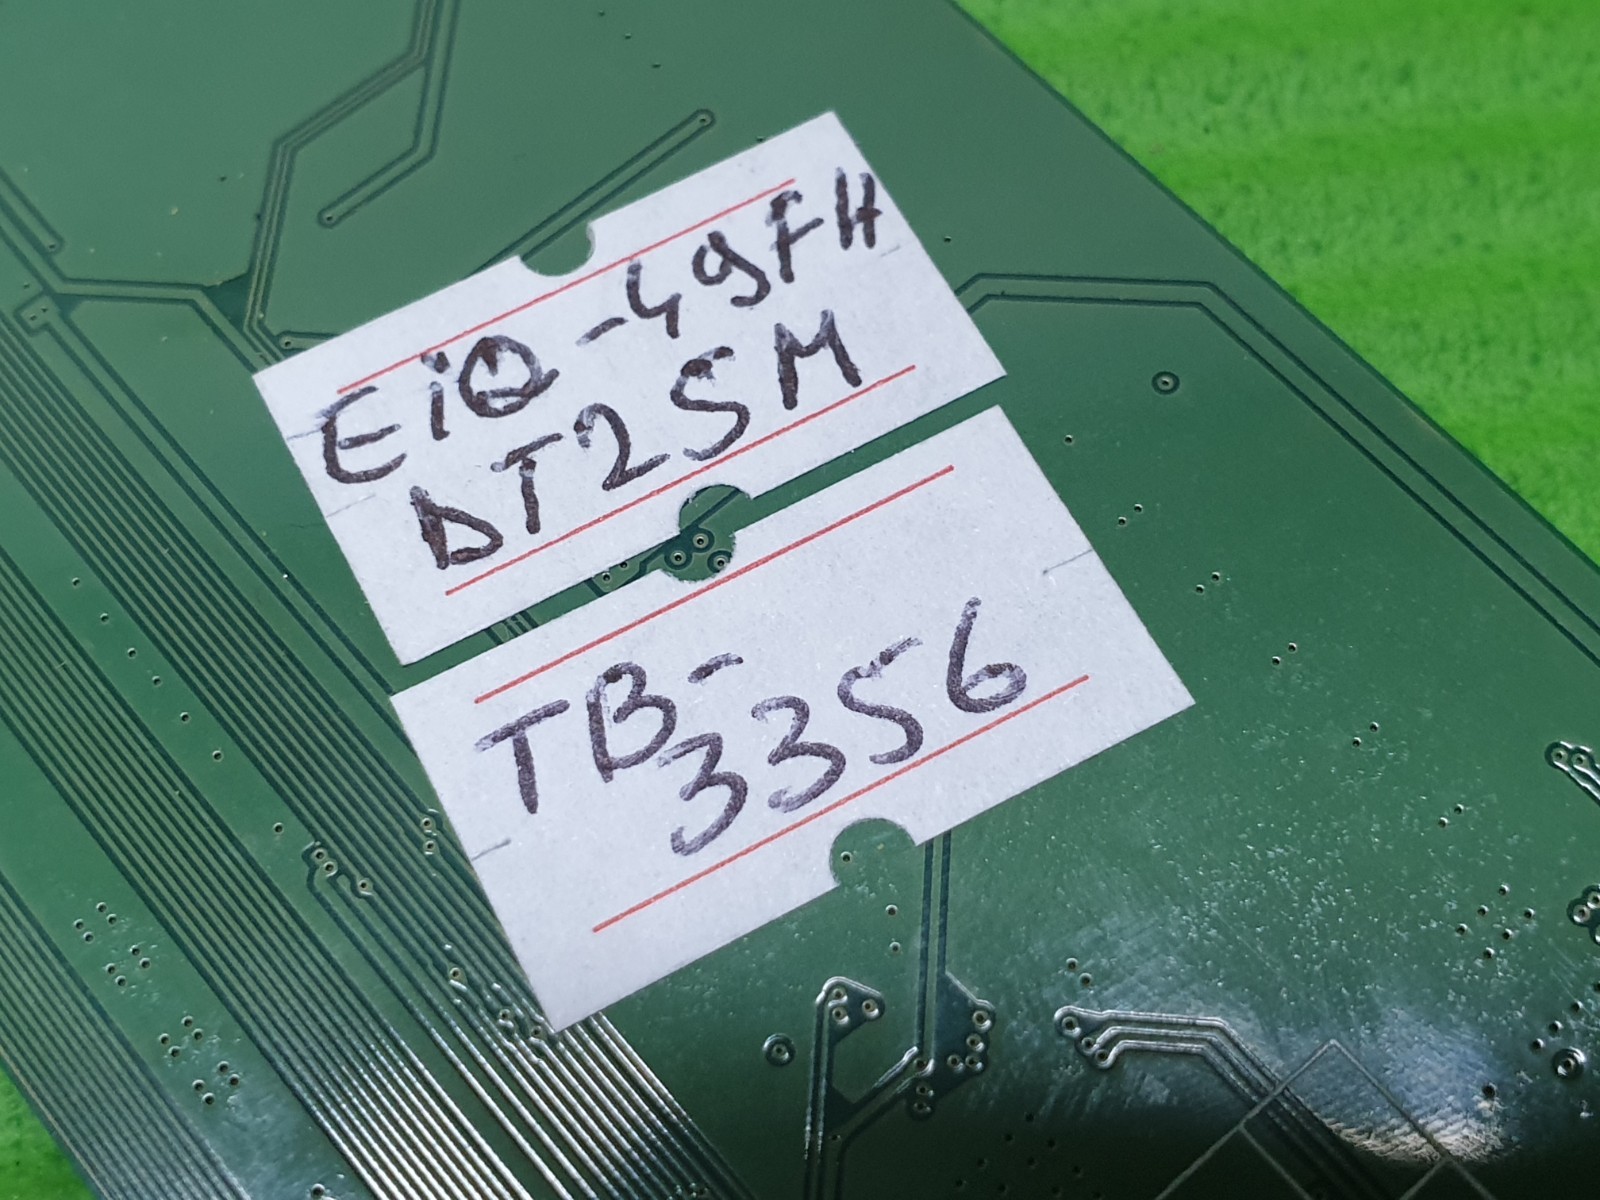 EiQ-49FH
DT2SM
TB-
3356